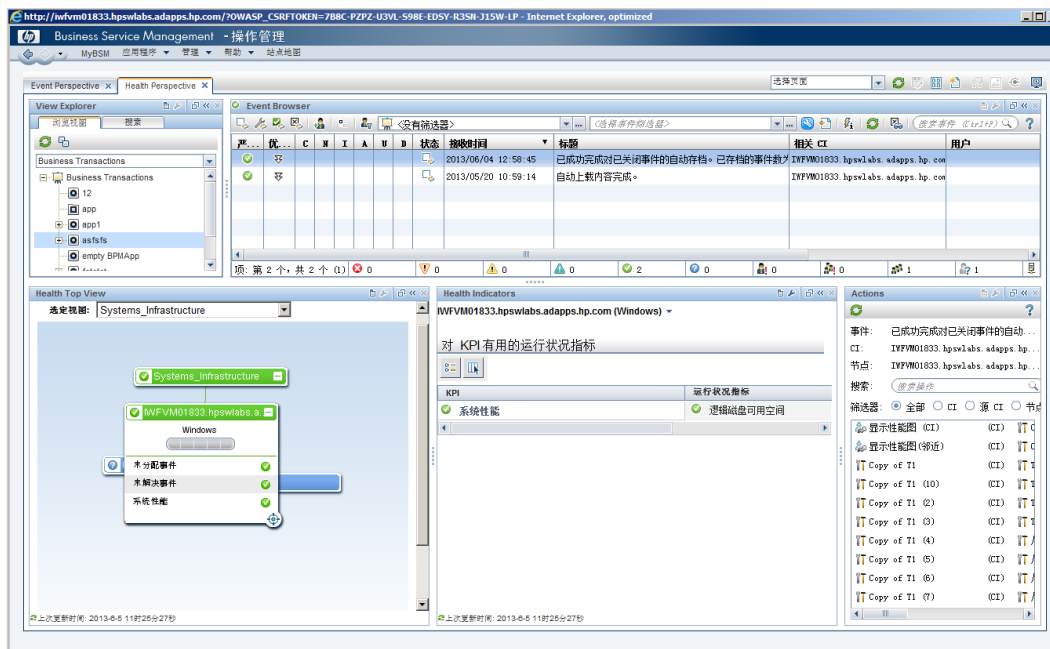 http://iwfvm01833.hpswlabs.adapps.hp.com/?OWASP_CSRFTOKEN=7B8C-PZPZ-U3VL-S98E-EDSY-R3SN-J15W-LP - Internet Explorer, optimized
hp Business Service Management - 操作管理
MyBSM 应用程序 管理 帮助 站点地图
Event Perspective x Health Perspective x
选择页面
View Explorer
浏览视图 搜索
Business Transactions
Business Transactions
12
app
app1
asfsfs
empty BPMApp
Event Browser
<没有筛选器> ... <选择事件筛选器> ... (搜索事件 (Ctrl+F))
严... 优... C N I A U D 状态 接收时间 标题 相关 CI 用户
2013/06/04 12:58:45 已成功完成对已关闭事件的自动存档。已存档的事件数为 IWFVM01833.hpswlabs.adapps.hp.com
2013/05/20 10:59:14 自动上载内容完成。 IWFVM01833.hpswlabs.adapps.hp.com
项: 第 2 个, 共 2 个 (1) 0 0 0 0 2 0 0 0 1 1
Health Top View
选定视图: Systems_Infrastructure
Systems_Infrastructure
IWFVM01833.hpswlabs.a.
Windows
未分配事件
未解决事件
系统性能
上次更新时间: 2013-6-5 11时25分27秒
Health Indicators
IWFVM01833.hpswlabs.adapps.hp.com (Windows)
对 KPI 有用的运行状况指标
KPI 运行状况指标
系统性能 逻辑磁盘可用空间
上次更新时间: 2013-6-5 11时25分27秒
Actions
事件: 已成功完成对已关闭事件的自动...
CI: IWFVM01833.hpswlabs.adapps.hp...
节点: IWFVM01833.hpswlabs.adapps.hp...
搜索: (搜索操作
筛选器: 全部 CI 源 CI 节点
显示性能图 (CI) (CI)
显示性能图(邻近) (CI)
Copy of T1 (CI)
Copy of T1 (10) (CI)
Copy of T1 (2) (CI)
Copy of T1 (3) (CI)
Copy of T1 (4) (CI)
Copy of T1 (5) (CI)
Copy of T1 (6) (CI)
Copy of T1 (7) (CI)